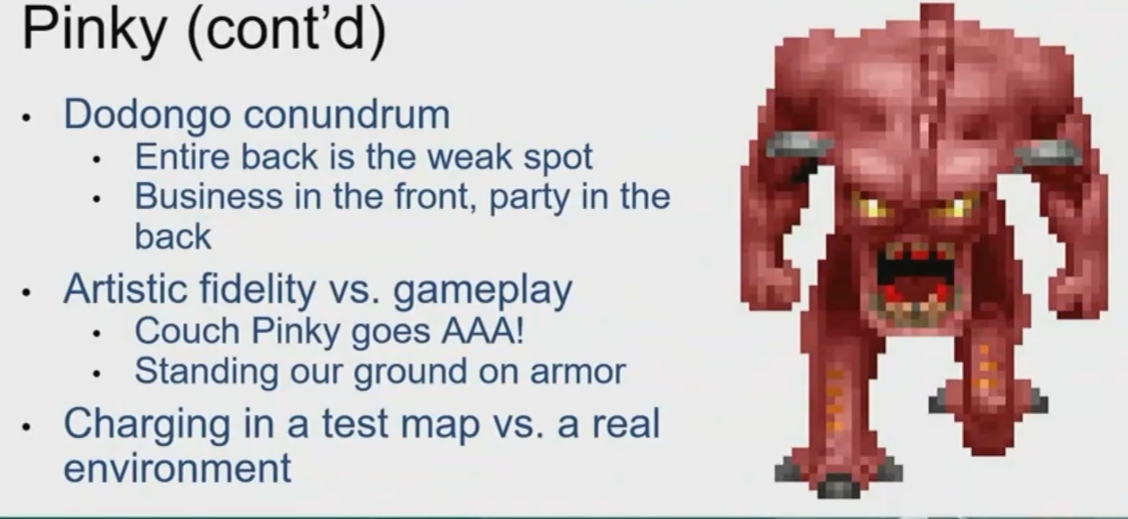 Pinky (cont'd)
• Dodongo conundrum
• Entire back is the weak spot
• Business in the front, party in the
back
• Artistic fidelity vs. gameplay
• Couch Pinky goes AAA!
• Standing our ground on armor
• Charging in a test map vs. a real
environment